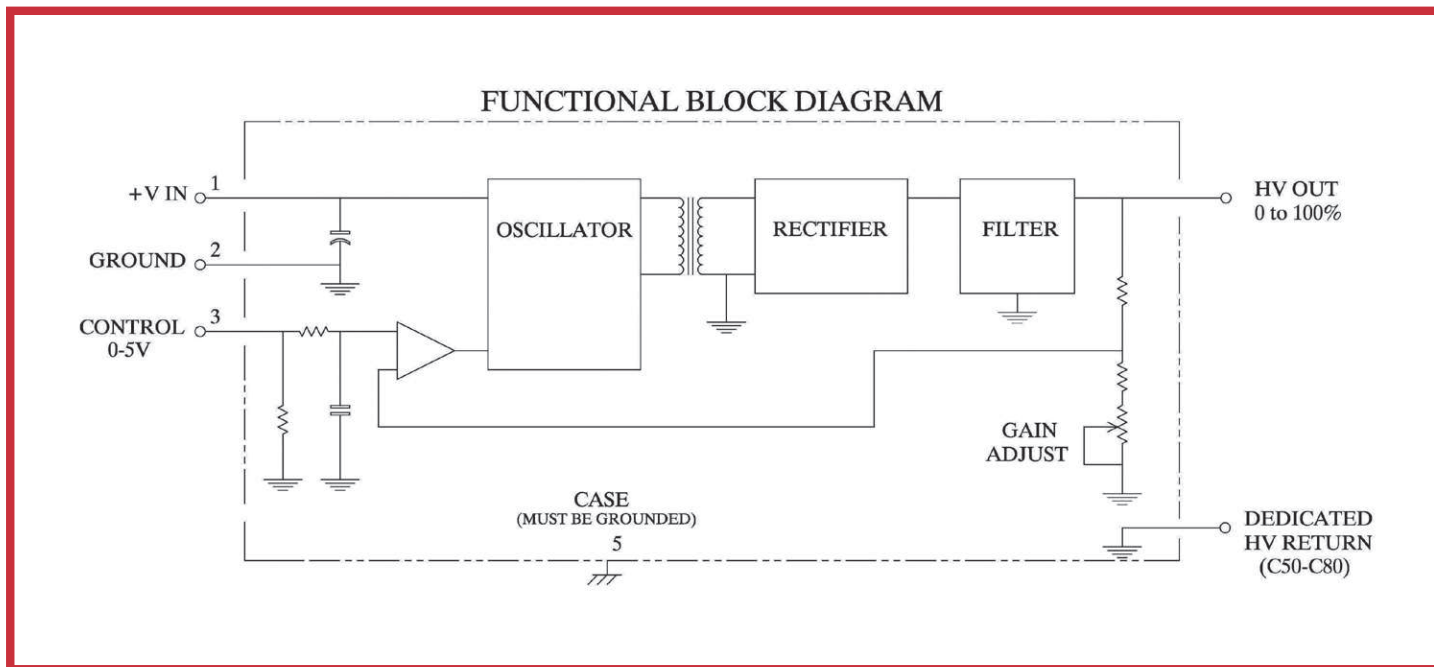 FUNCTIONAL BLOCK DIAGRAM
+V IN
1
GROUND
2
CONTROL
0-5V
3
OSCILLATOR
RECTIFIER
FILTER
HV OUT
0 to 100%
GAIN
ADJUST
CASE
(MUST BE GROUNDED)
5
DEDICATED
HV RETURN
(C50-C80)